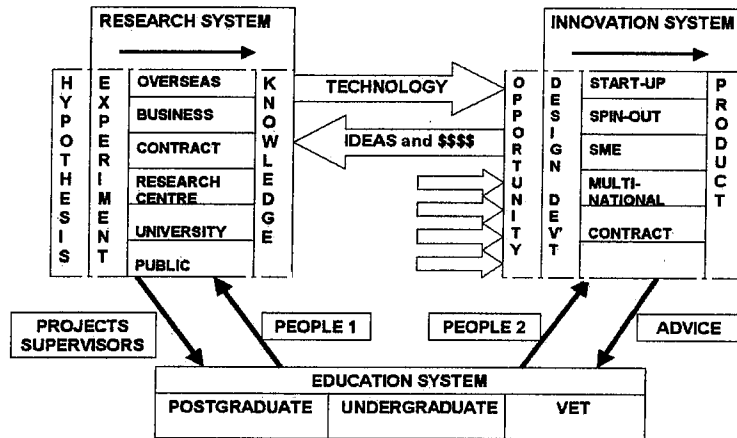 RESEARCH SYSTEM
INNOVATION SYSTEM
HYPOTHESIS
EXPERIMENT
OVERSEAS
BUSINESS
CONTRACT
RESEARCH
CENTRE
UNIVERSITY
PUBLIC
KNOWLEDGE
TECHNOLOGY
IDEAS and $$$$
OPPORTUNITY
DESIGN DEV'T
START-UP
SPIN-OUT
SME
MULTI-
NATIONAL
CONTRACT
PRODUCT
PROJECTS
SUPERVISORS
PEOPLE 1
PEOPLE 2
ADVICE
EDUCATION SYSTEM
POSTGRADUATE
UNDERGRADUATE
VET